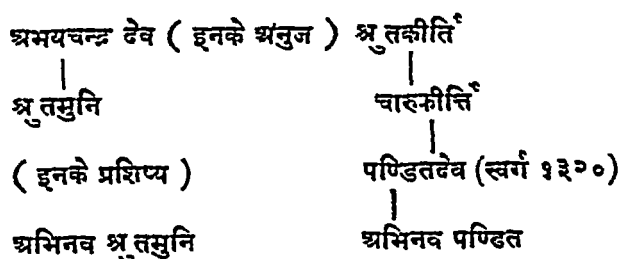 अभयचन्द्र देव ( इनके अनुज ) श्रुतकीर्त्ति
श्रुतमुनि चारुकीर्त्ति
( इनके प्रशिष्य ) पण्डितदेव (स्वर्ग १३२०)
अभिनव श्रुतमुनि अभिनव पण्डित